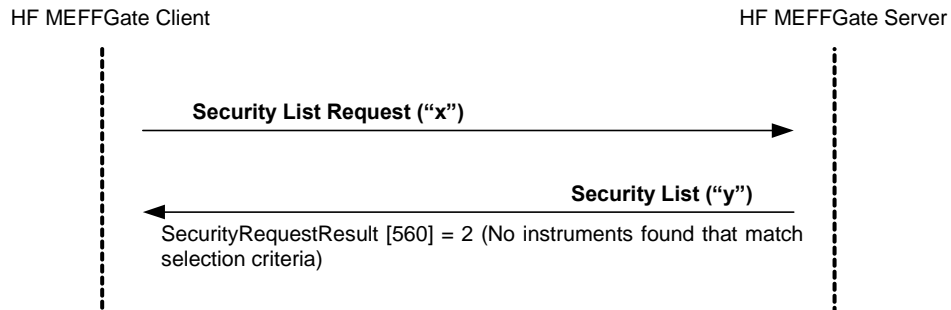 HF MEFFGate Client
HF MEFFGate Server
Security List Request (“x”)
Security List (“y”)
SecurityRequestResult [560] = 2 (No instruments found that match
selection criteria)